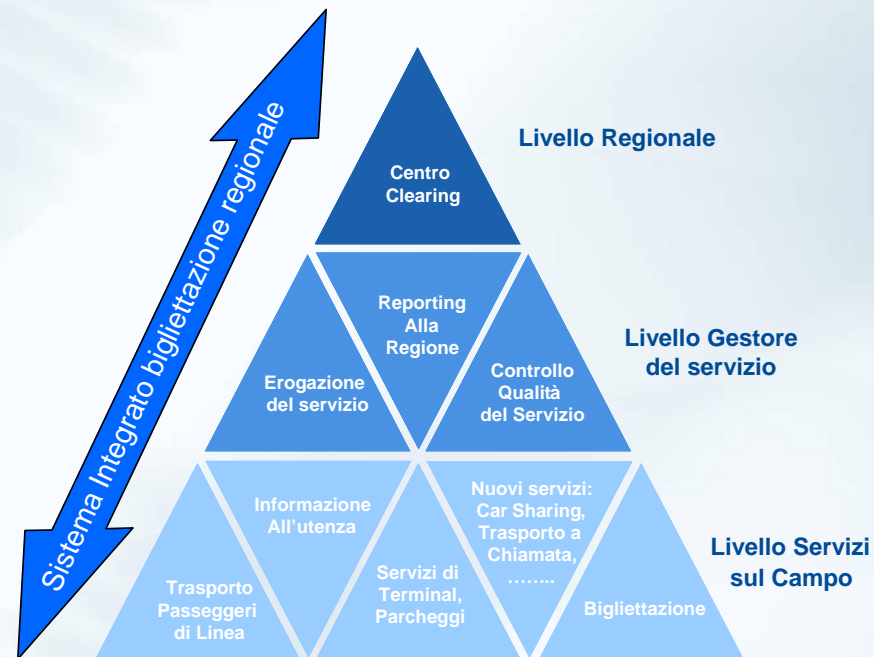 Sistema Integrato bigliettazione regionale
Centro
Clearing
Livello Regionale
Erogazione
del servizio
Reporting
Alla
Regione
Controllo
Qualità
del Servizio
Livello Gestore
del servizio
Trasporto
Passeggeri
di Linea
Informazione
All'utenza
Servizi di
Terminal,
Parcheggi
Nuovi servizi:
Car Sharing,
Trasporto a
Chiamata,
……..
Bigliettazione
Livello Servizi
sul Campo